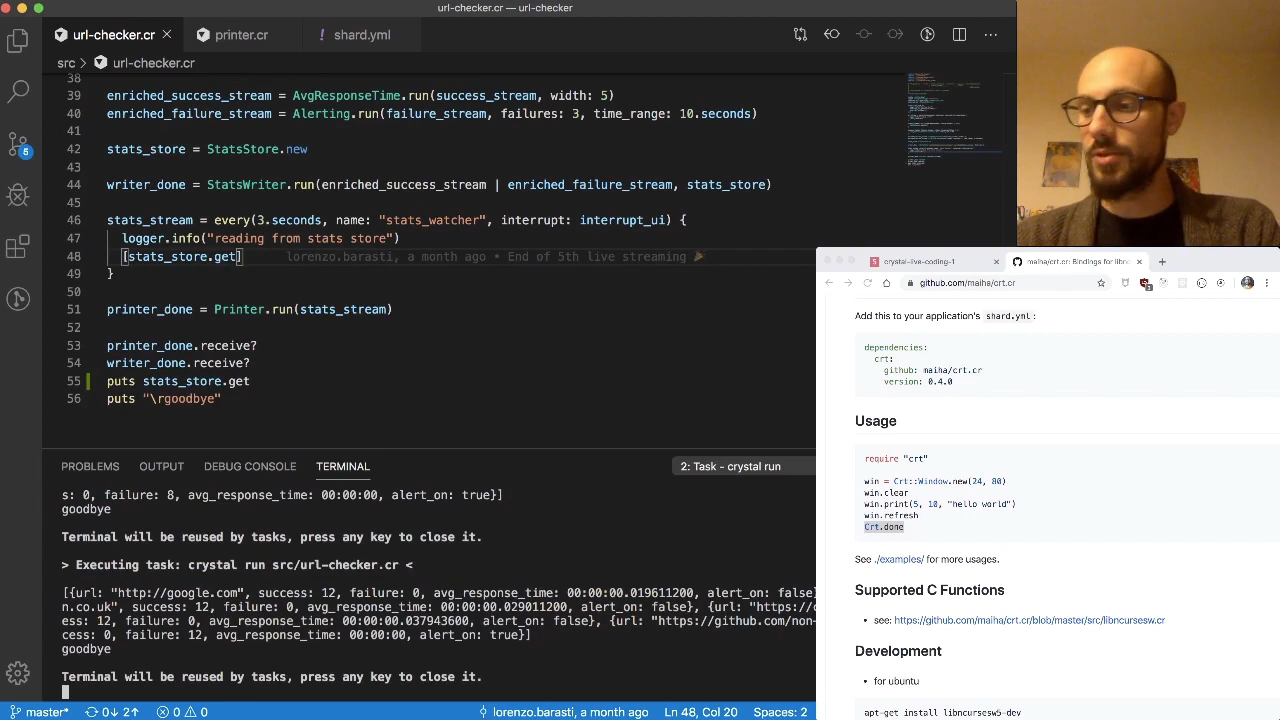 url-checker.cr — url-checker
url-checker.cr
printer.cr
! shard.yml
src > url-checker.cr
38
39 enriched_success_stream = AvgResponseTime.run(success_stream, width: 5)
40 enriched_failure_stream = Alerting.run(failure_stream, failures: 3, time_range: 10.seconds)
41
42 stats_store = StatsStore.new
43
44 writer_done = StatsWriter.run(enriched_success_stream | enriched_failure_stream, stats_store)
45
46 stats_stream = every(3.seconds, name: "stats_watcher", interrupt: interrupt_ui) {
47 logger.info("reading from stats store")
48 [stats_store.get] lorenzo.barasti, a month ago • End of 5th live streaming 🎉
49 }
50
51 printer_done = Printer.run(stats_stream)
52
53 printer_done.receive?
54 writer_done.receive?
55 puts stats_store.get
56 puts "\rgoodbye"
PROBLEMS OUTPUT DEBUG CONSOLE TERMINAL 2: Task - crystal run
s: 0, failure: 8, avg_response_time: 00:00:00, alert_on: true}]
goodbye
Terminal will be reused by tasks, press any key to close it.
> Executing task: crystal run src/url-checker.cr <
[{url: "http://google.com", success: 12, failure: 0, avg_response_time: 00:00:00.019611200, alert_on: false}
n.co.uk", success: 12, failure: 0, avg_response_time: 00:00:00.029011200, alert_on: false}, {url: "https://
ess: 12, failure: 0, avg_response_time: 00:00:00.037943000, alert_on: false}, {url: "https://github.com/non-
cess: 0, failure: 12, avg_response_time: 00:00:00, alert_on: true}]
goodbye
Terminal will be reused by tasks, press any key to close it.
5
master* 0↓ 2↑ 0 0 lorenzo.barasti, a month ago Ln 48, Col 20 Spaces: 2
crystal-live-coding-1
maiha/crt.cr: Bindings for libnc
github.com/maiha/crt.cr
Add this to your application's shard.yml:
dependencies:
crt:
github: maiha/crt.cr
version: 0.4.0
Usage
require "crt"
win = Crt::Window.new(24, 80)
win.clear
win.print(5, 10, "hello world")
win.refresh
Crt.done
See ./examples/ for more usages.
Supported C Functions
• see: https://github.com/maiha/crt.cr/blob/master/src/libncursesw.cr
Development
• for ubuntu
apt-get install libncursesw5-dev